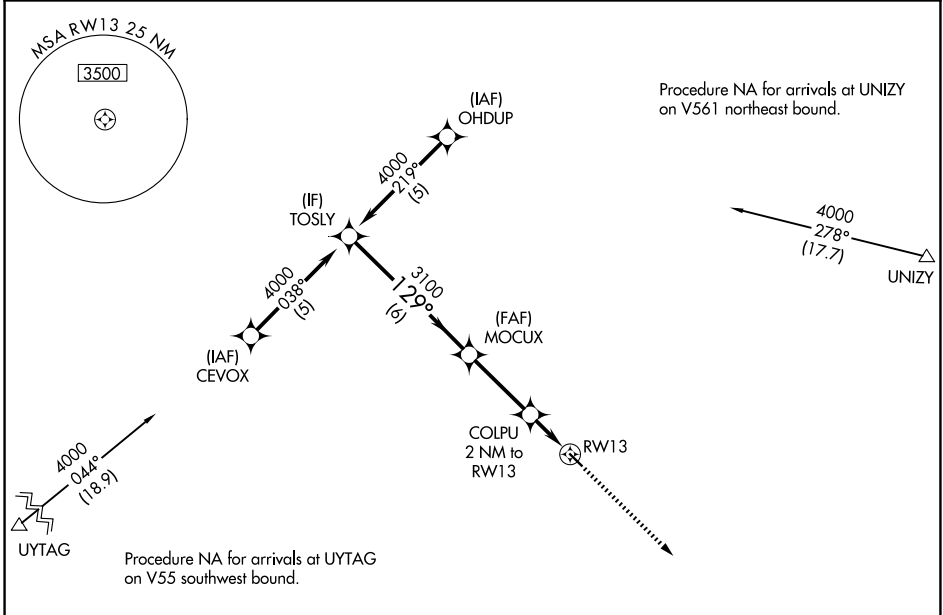 MSA RW13 25 NM
3500
(IAF)
OHDUP
Procedure NA for arrivals at UNIZY
on V561 northeast bound.
4000
219°
(5)
(IF)
TOSLY
4000
278°
(17.7)
UNIZY
4000
038°
(5)
3100
129°
(6)
(FAF)
MOCUX
(IAF)
CEVOX
COLPU
2 NM to
RW13
RW13
4000
044°
(18.9)
UYTAG
Procedure NA for arrivals at UYTAG
on V55 southwest bound.